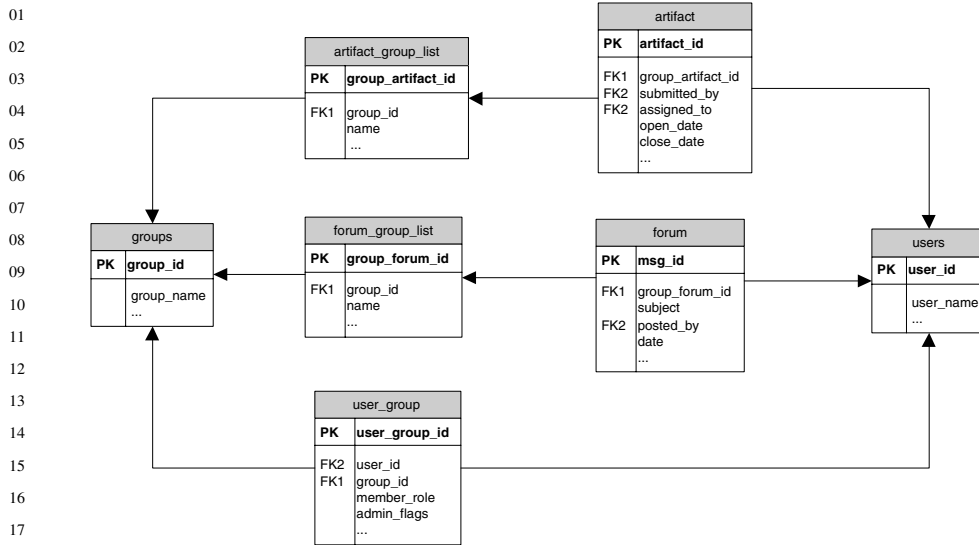 01
02
03
04
05
06
07
08
09
10
11
12
13
14
15
16
17
artifact
PK artifact_id
FK1 group_artifact_id
FK2 submitted_by
FK2 assigned_to
open_date
close_date
...
artifact_group_list
PK group_artifact_id
FK1 group_id
name
...
groups
PK group_id
group_name
...
forum_group_list
PK group_forum_id
FK1 group_id
name
...
forum
PK msg_id
FK1 group_forum_id
subject
FK2 posted_by
date
...
users
PK user_id
user_name
...
user_group
PK user_group_id
FK2 user_id
FK1 group_id
member_role
admin_flags
...